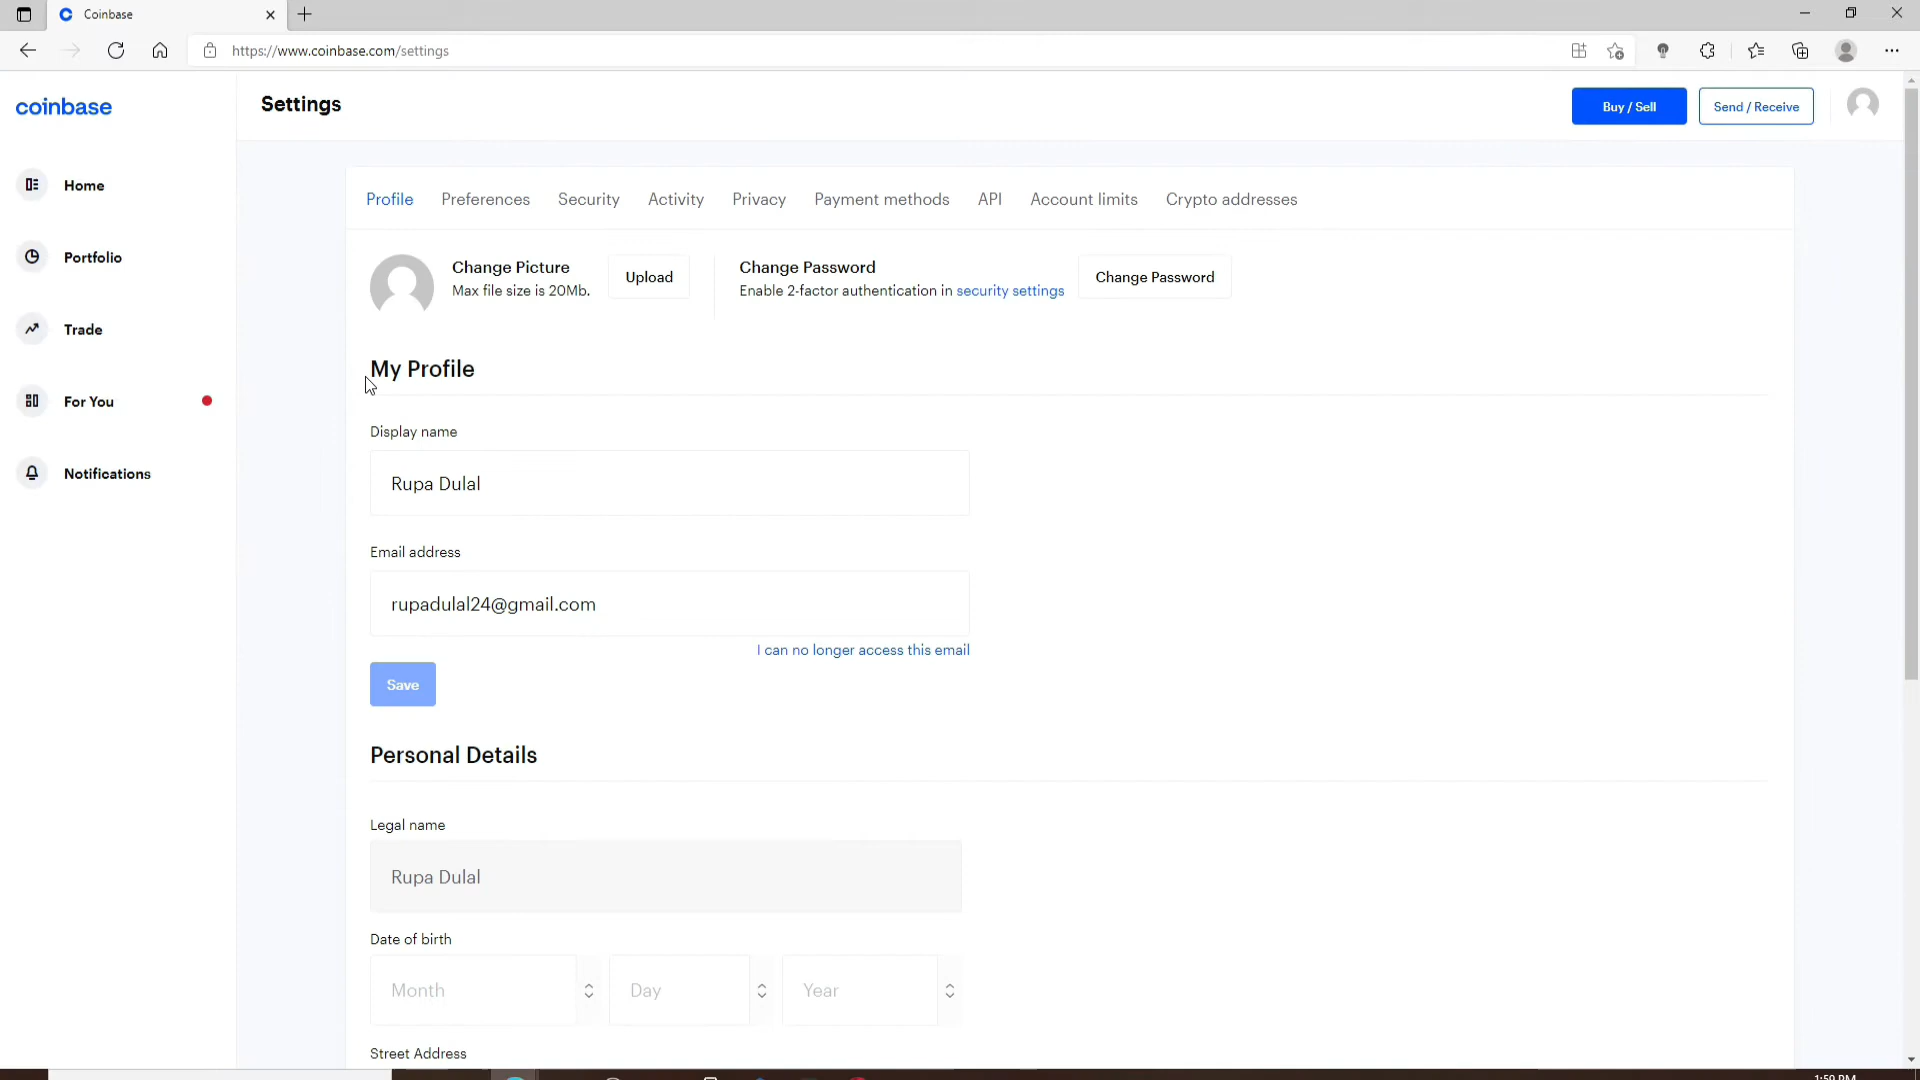 Coinbase
https://www.coinbase.com/settings
coinbase
Settings
Buy / Sell
Send / Receive
Home
Portfolio
Trade
For You
Notifications
Profile Preferences Security Activity Privacy Payment methods API Account limits Crypto addresses
Change Picture
Max file size is 20Mb.
Upload
Change Password
Enable 2-factor authentication in security settings
Change Password
My Profile
Display name
Rupa Dulal
Email address
rupadulal24@gmail.com
I can no longer access this email
Save
Personal Details
Legal name
Rupa Dulal
Date of birth
Month Day Year
Street Address
1:59 PM